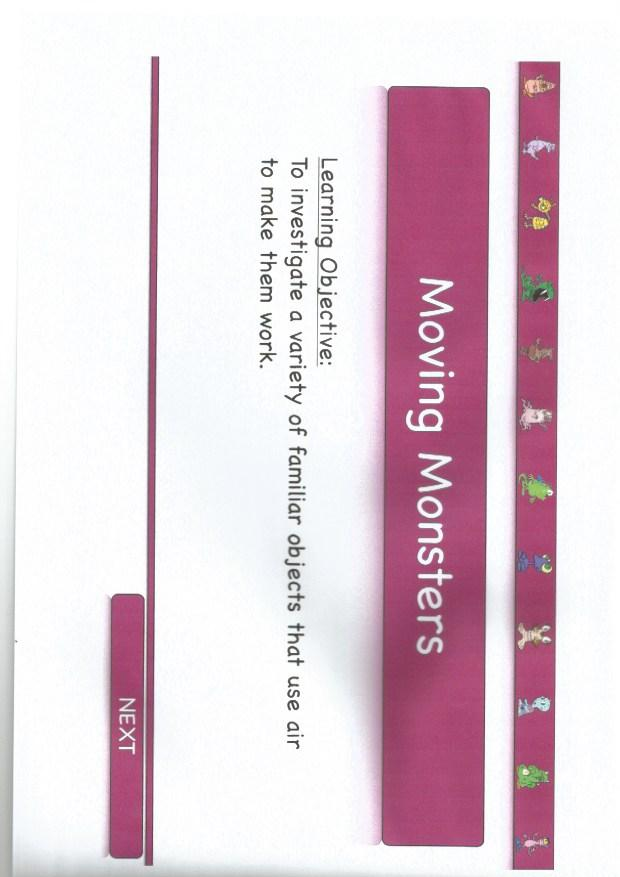 Moving Monsters
Learning Objective:
To investigate a variety of familiar objects that use air
to make them work.
NEXT